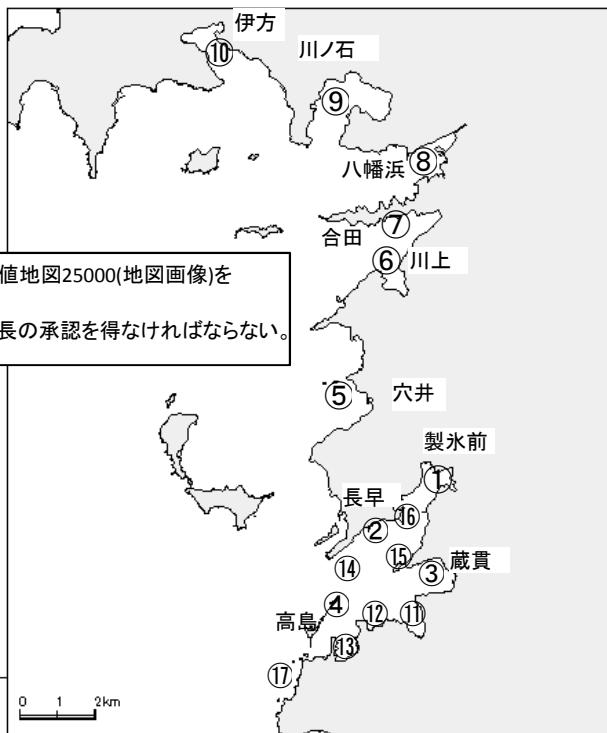 伊方
⑩
川ノ石
⑨
八幡浜
⑧
⑦
合田
⑥
川上
値地図25000(地図画像)を
長の承認を得なければならない。
⑤
穴井
製氷前
①
長早
⑯
②
⑮
⑭
③
蔵貫
④
高島
⑫
⑪
⑬
⑰
0 1 2km